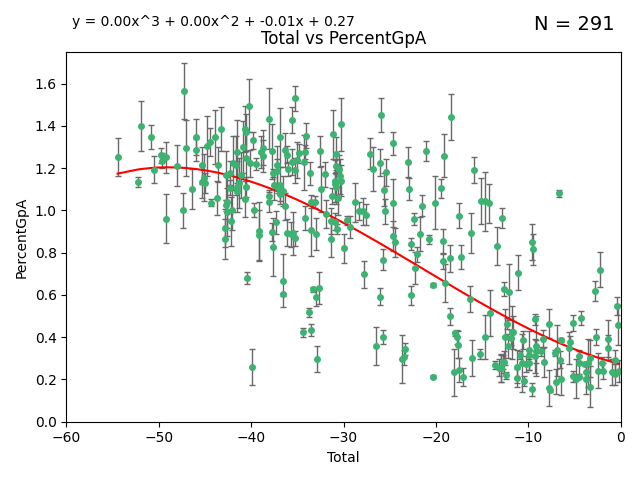 y = 0.00x^3 + 0.00x^2 + -0.01x + 0.27
N = 291
Total vs PercentGpA
PercentGpA
1.6
1.4
1.2
1.0
0.8
0.6
0.4
0.2
0.0
−60 −50 −40 −30 −20 −10 0
Total